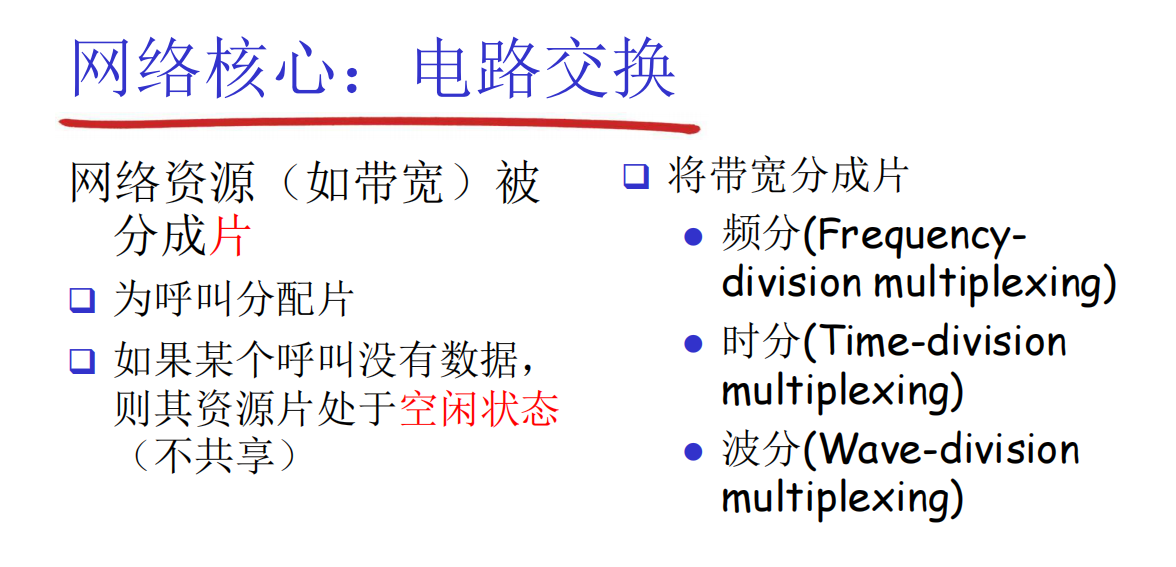 网络核心：电路交换
网络资源（如带宽）被
分成片
为呼叫分配片
如果某个呼叫没有数据，
则其资源片处于空闲状态
（不共享）
将带宽分成片
频分(Frequency-
division multiplexing)
时分(Time-division
multiplexing)
波分(Wave-division
multiplexing)